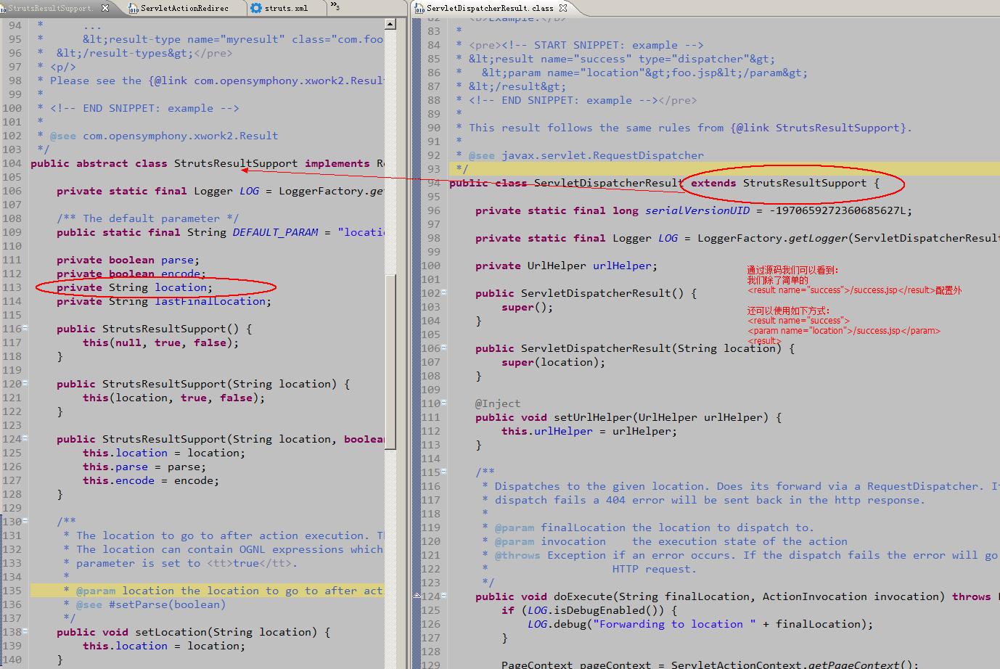 StrutsResultSupport.
ServletActionRedirec
struts.xml
»3
94 * ...
95 * &lt;result-type name="myresult" class="com.foo
96 * &lt;/result-types&gt;</pre>
97 * <p/>
98 * Please see the {@link com.opensymphony.xwork2.Resul
99 *
100 * <!-- END SNIPPET: example -->
101 *
102 * @see com.opensymphony.xwork2.Result
103 */
104 public abstract class StrutsResultSupport implements Re
105
106 private static final Logger LOG = LoggerFactory.get
107
108 /** The default parameter */
109 public static final String DEFAULT_PARAM = "locatio
110
111 private boolean parse;
112 private boolean encode;
113 private String location;
114 private String lastFinalLocation;
115
116 public StrutsResultSupport() {
117 this(null, true, false);
118 }
119
120 public StrutsResultSupport(String location) {
121 this(location, true, false);
122 }
123
124 public StrutsResultSupport(String location, boolean
125 this.location = location;
126 this.parse = parse;
127 this.encode = encode;
128 }
129
130 /**
131 * The location to go to after action execution. Th
132 * The location can contain OGNL expressions which
133 * parameter is set to <tt>true</tt>.
134 *
135 * @param location the location to go to after act
136 * @see #setParse(boolean)
137 */
138 public void setLocation(String location) {
139 this.location = location;
140 }
ServletDispatcherResult.class
82 * <b>Example:</b>
83 *
84 * <pre><!-- START SNIPPET: example -->
85 * &lt;result name="success" type="dispatcher"&gt;
86 * &lt;param name="location"&gt;foo.jsp&lt;/param&gt;
87 * &lt;/result&gt;
88 * <!-- END SNIPPET: example --></pre>
89 *
90 * This result follows the same rules from {@link StrutsResultSupport}.
91 *
92 * @see javax.servlet.RequestDispatcher
93 */
94 public class ServletDispatcherResult extends StrutsResultSupport {
95
96 private static final long serialVersionUID = -1970659272360685627L;
97
98 private static final Logger LOG = LoggerFactory.getLogger(ServletDispatcherResult
99
100 private UrlHelper urlHelper;
101
102 public ServletDispatcherResult() {
103 super();
104 }
105
106 public ServletDispatcherResult(String location) {
107 super(location);
108 }
109
110 @Inject
111 public void setUrlHelper(UrlHelper urlHelper) {
112 this.urlHelper = urlHelper;
113 }
114
115 /**
116 * Dispatches to the given location. Does its forward via a RequestDispatcher. I
117 * dispatch fails a 404 error will be sent back in the http response.
118 *
119 * @param finalLocation the location to dispatch to.
120 * @param invocation the execution state of the action
121 * @throws Exception if an error occurs. If the dispatch fails the error will go
122 * HTTP request.
123 */
124 public void doExecute(String finalLocation, ActionInvocation invocation) throws
125 if (LOG.isDebugEnabled()) {
126 LOG.debug("Forwarding to location " + finalLocation);
127 }
128
129 PageContext pageContext = ServletActionContext.getPageContext();
通过源码我们可以看到：
我们除了简单的
<result name="success">/success.jsp</result>配置外
还可以使用如下方式：
<result name="success">
<param name="location">/success.jsp</param>
<result>